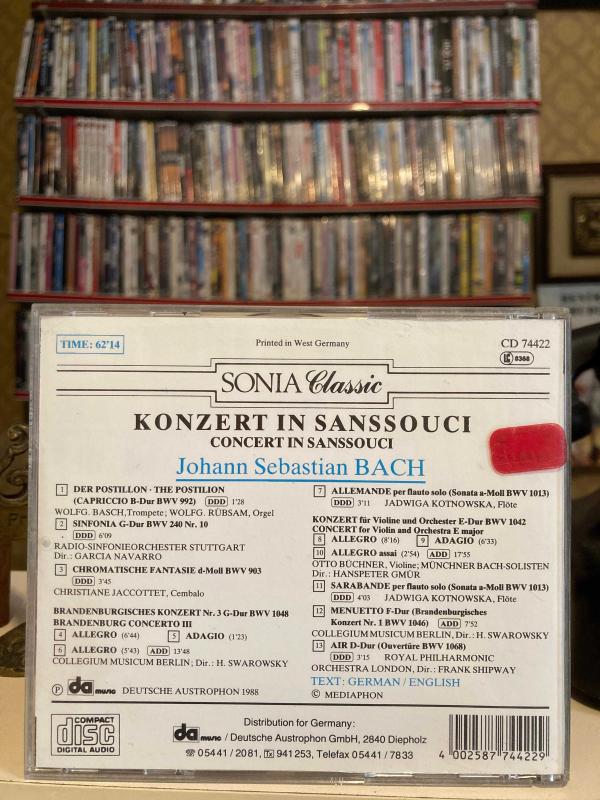 TIME: 62'14
Printed in West Germany
CD 74422
LC 8368
SONIA Classic
KONZERT IN SANSSOUCI
CONCERT IN SANSSOUCI
Johann Sebastian BACH
1 DER POSTILLON · THE POSTILION
(CAPRICCIO B-Dur BWV 992) DDD 1'28
WOLFG. BASCH, Trompete; WOLFG. RÜBSAM, Orgel
2 SINFONIA G-Dur BWV 240 Nr. 10
DDD 6'09
RADIO-SINFONIEORCHESTER STUTTGART
Dir.: GARCIA NAVARRO
3 CHROMATISCHE FANTASIE d-Moll BWV 903
DDD 3'45
CHRISTIANE JACCOTTET, Cembalo
BRANDENBURGISCHES KONZERT Nr. 3 G-Dur BWV 1048
BRANDENBURG CONCERTO III
4 ALLEGRO (6'44) 5 ADAGIO (1'23)
6 ALLEGRO (5'43) ADD 13'48
COLLEGIUM MUSICUM BERLIN; Dir.: H. SWAROWSKY
7 ALLEMANDE per flauto solo (Sonata a-Moll BWV 1013)
DDD 3'11 JADWIGA KOTNOWSKA, Flöte
KONZERT für Violine und Orchester E-Dur BWV 1042
CONCERT for Violin and Orchestra E major
8 ALLEGRO (8'16) 9 ADAGIO (6'33)
10 ALLEGRO assai (2'54) ADD 17'55
OTTO BÜCHNER, Violine; MÜNCHNER BACH-SOLISTEN
Dir.: HANSPETER GMÜR
11 SARABANDE per flauto solo (Sonata a-Moll BWV 1013)
DDD 4'03 JADWIGA KOTNOWSKA, Flöte
12 MENUETTO F-Dur (Brandenburgisches
Konzert Nr. 1 BWV 1046) ADD 7'52
COLLEGIUM MUSICUM BERLIN, Dir.: H. SWAROWSKY
13 AIR D-Dur (Ouvertüre BWV 1068)
DDD 3'15 ROYAL PHILHARMONIC
ORCHESTRA LONDON, Dir.: FRANK SHIPWAY
TEXT: GERMAN / ENGLISH
℗ da music DEUTSCHE AUSTROPHON 1988
© MEDIAPHON
COMPACT
disc
DIGITAL AUDIO
Distribution for Germany:
da music / Deutsche Austrophon GmbH, 2840 Diepholz
☏ 05441 / 2081, Tx 941253, Telefax 05441 / 7833
4 002587 744229